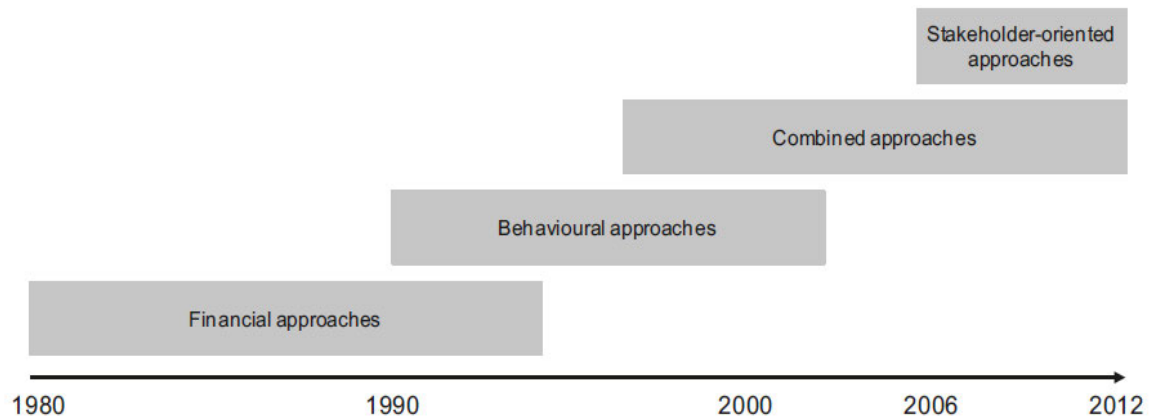 Stakeholder-oriented
approaches
Combined approaches
Behavioural approaches
Financial approaches
1980 1990 2000 2006 2012